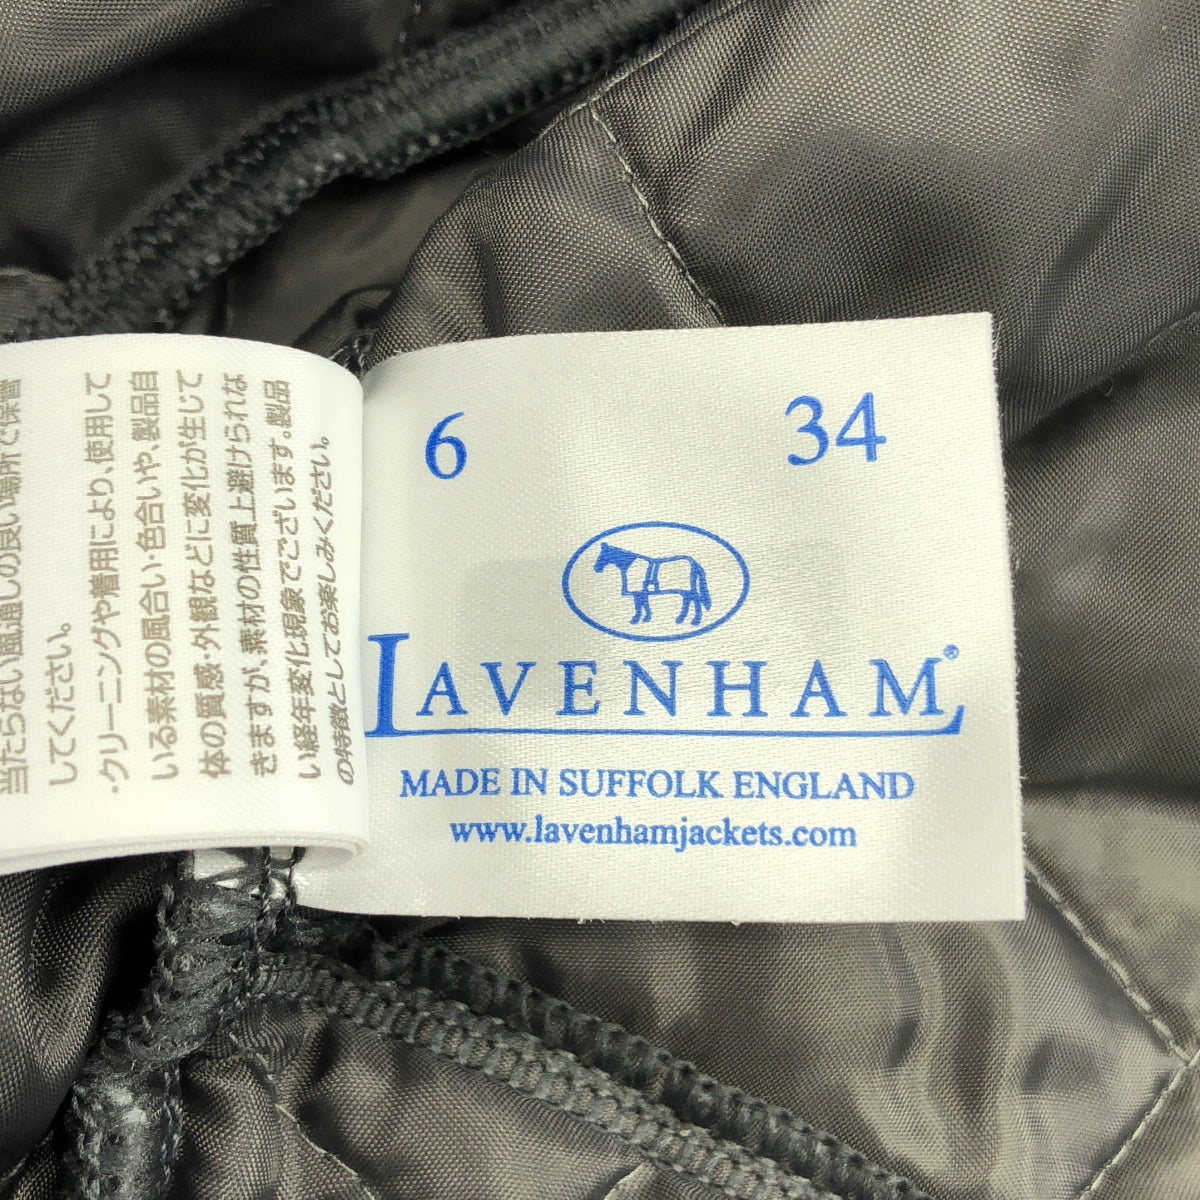 6 34
LAVENHAM®
MADE IN SUFFOLK ENGLAND
www.lavenhamjackets.com
当たらない風通しの良い場所で保管
してください。
・クリーニングや着用により、使用して
いる素材の風合い・色合いや、製品自
体の質感・外観などに変化が生じて
きますが、素材の性質上避けられな
い経年変化現象でございます。製品
の特徴としてお楽しみください。